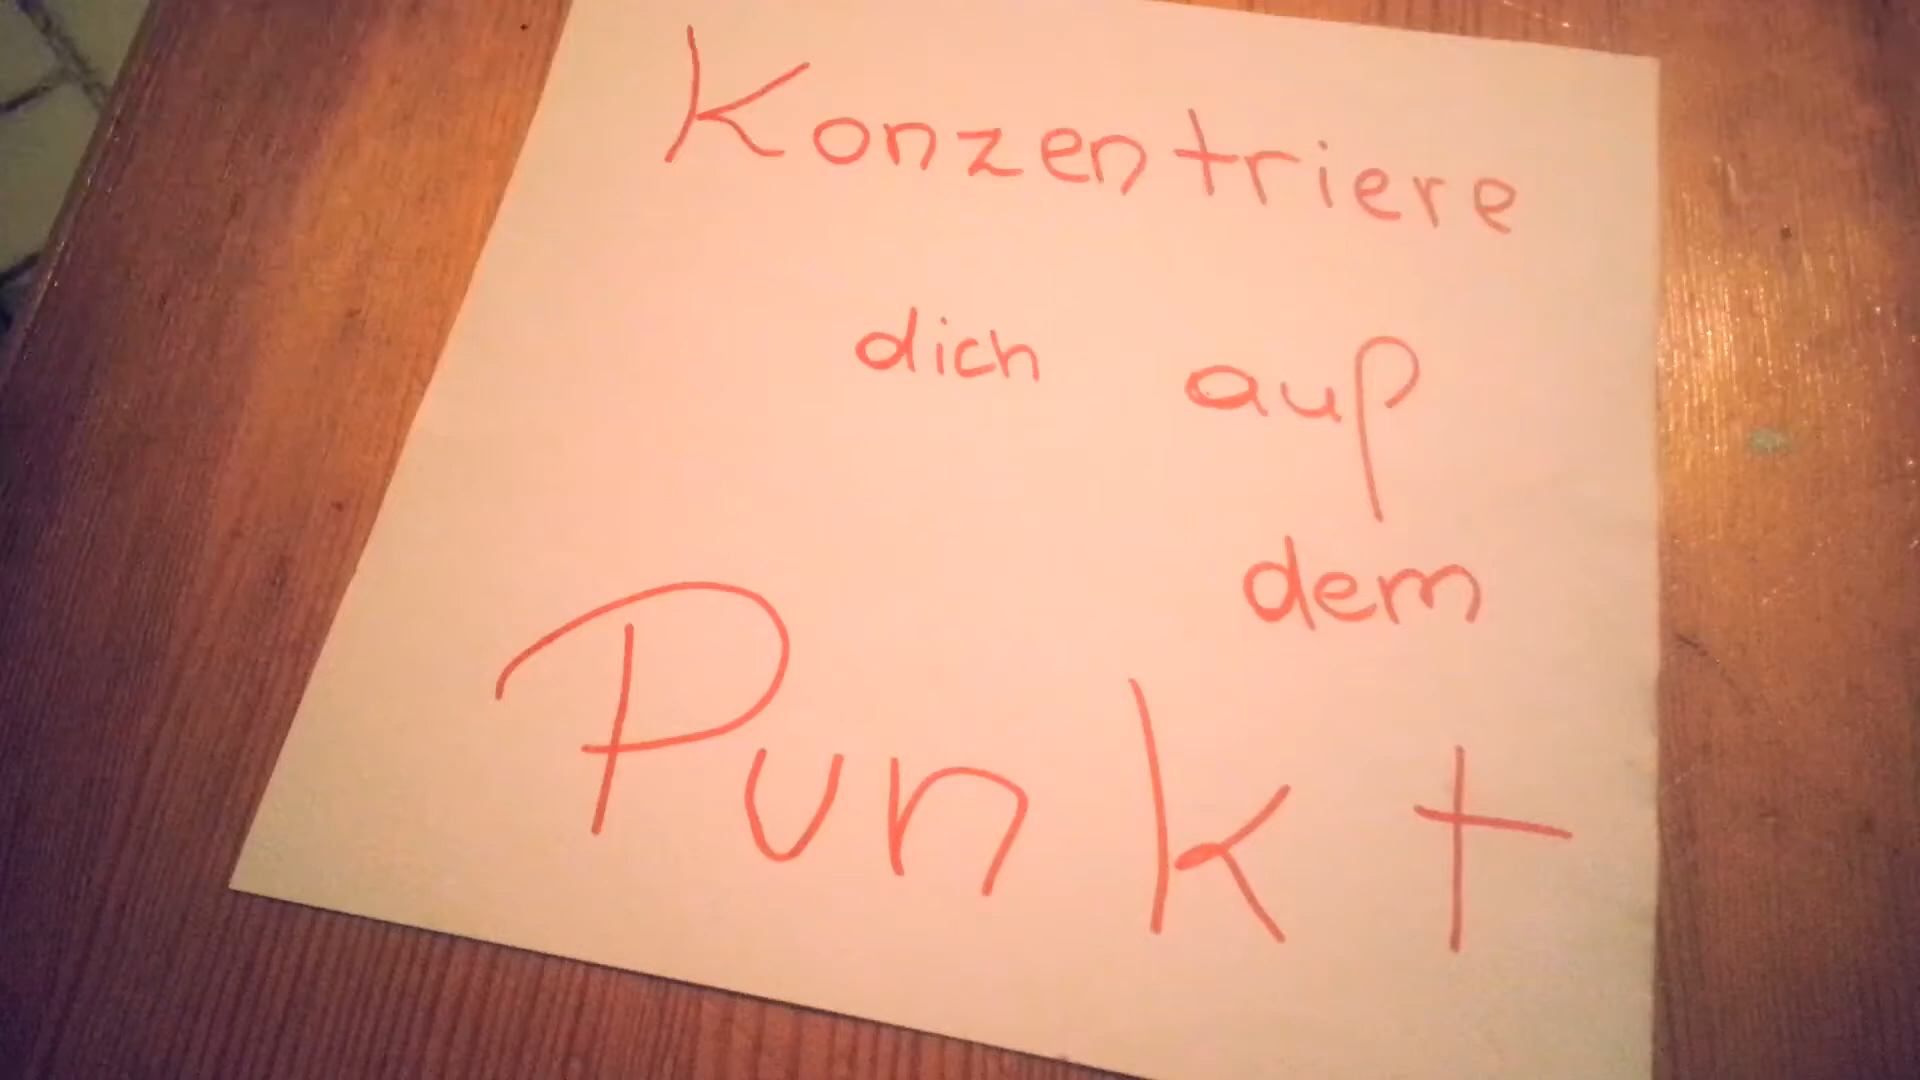 Konzentriere
dich auf
dem
Punkt